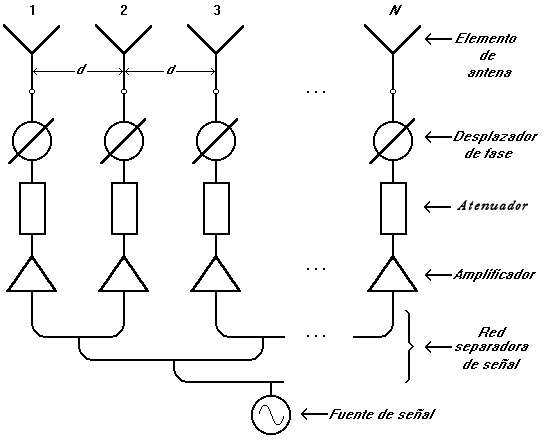 1 2 3 N
Elemento
de
antena
d d
...
Desplazador
de fase
Atenuador
...
Amplificador
...
Red
separadora
de señal
Fuente de señal